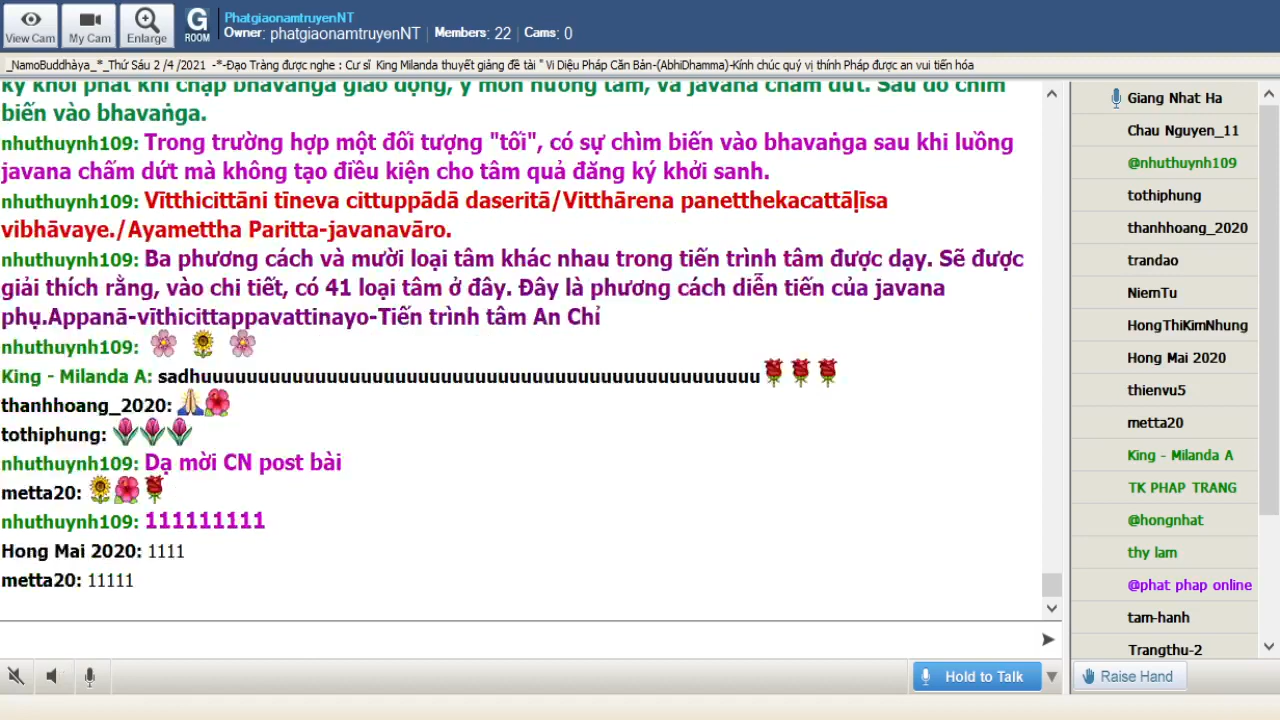 View Cam
My Cam
Enlarge
G
ROOM
PhatgiaonamtruyenNT
Owner: phatgiaonamtruyenNT | Members: 22 | Cams: 0
_NamoBuddhàya_*_Thứ Sáu 2 /4 /2021 -*-Đạo Tràng được nghe : Cư sĩ King Milanda thuyết giảng đề tài " Vi Diệu Pháp Căn Bản-(AbhiDhamma)-Kính chúc quý vị thính Pháp được an vui tiến hóa
ký khởi phát khi chặp bhavaṅga giao động, ý môn hướng tâm, và javana chấm dứt. Sau đó chìm
biến vào bhavaṅga.
nhuthuynh109: Trong trường hợp một đối tượng "tối", có sự chìm biến vào bhavaṅga sau khi luồng
javana chấm dứt mà không tạo điều kiện cho tâm quả đăng ký khởi sanh.
nhuthuynh109: Vītthicittāni tīneva cittuppādā daseritā/Vitthārena panetthekacattāḷīsa
vibhāvaye./Ayamettha Paritta-javanavāro.
nhuthuynh109: Ba phương cách và mười loại tâm khác nhau trong tiến trình tâm được dạy. Sẽ được
giải thích rằng, vào chi tiết, có 41 loại tâm ở đây. Đây là phương cách diễn tiến của javana
phụ.Appanā-vīthicittappavattinayo-Tiến trình tâm An Chỉ
nhuthuynh109:
King - Milanda A: sadhuuuuuuuuuuuuuuuuuuuuuuuuuuuuuuuuuuuuuuuuuuuuuuuuu
thanhhoang_2020:
tothiphung:
nhuthuynh109: Dạ mời CN post bài
metta20:
nhuthuynh109: 111111111
Hong Mai 2020: 1111
metta20: 11111
Hold to Talk
Giang Nhat Ha
Chau Nguyen_11
@nhuthuynh109
tothiphung
thanhhoang_2020
trandao
NiemTu
HongThiKimNhung
Hong Mai 2020
thienvu5
metta20
King - Milanda A
TK PHAP TRANG
@hongnhat
thy lam
@phat phap online
tam-hanh
Trangthu-2
Raise Hand